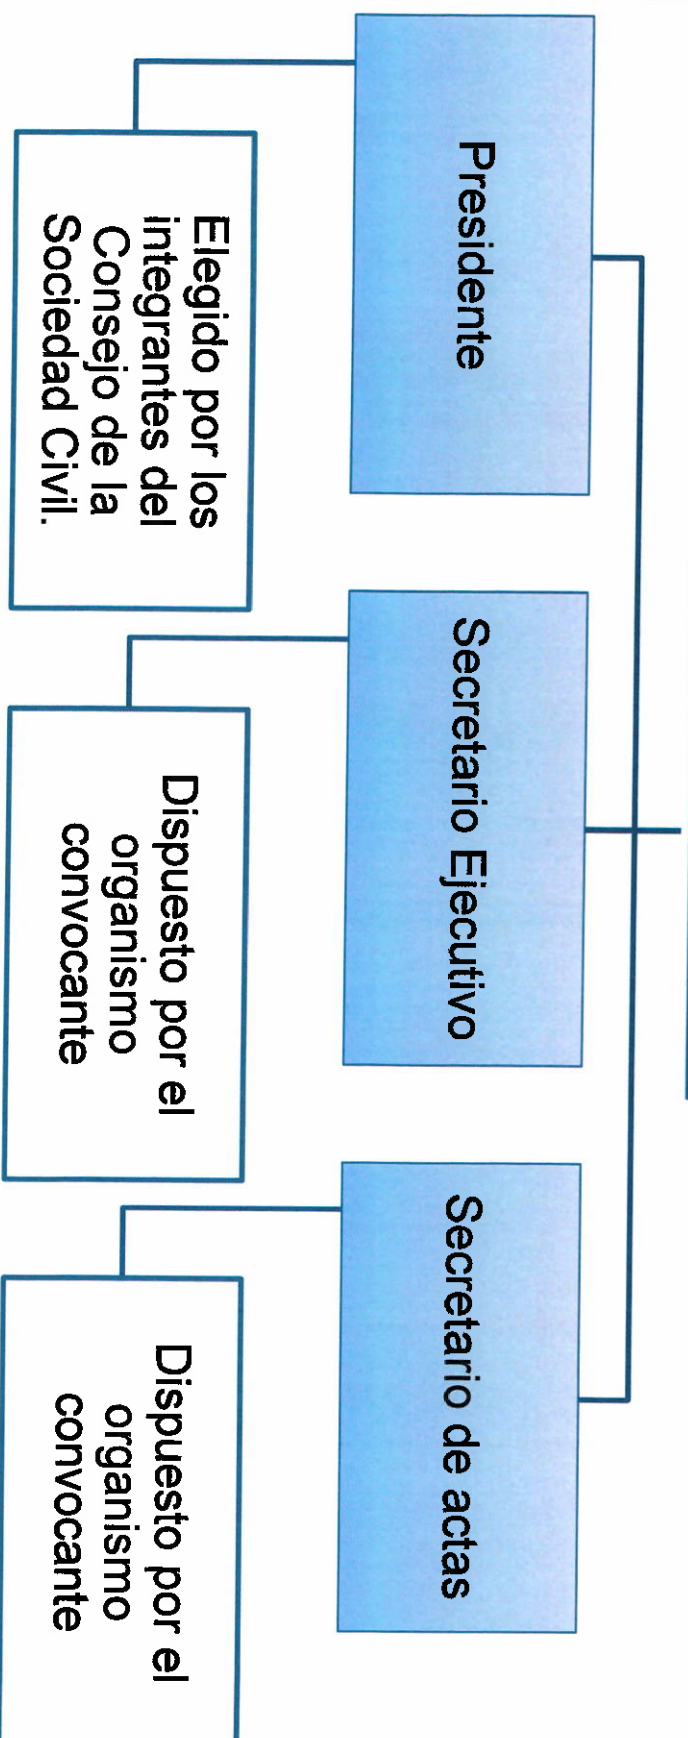 Presidente
Elegido por los
integrantes del
Consejo de la
Sociedad Civil.
Secretario Ejecutivo
Dispuesto por el
organismo
convocante
Secretario de actas
Dispuesto por el
organismo
convocante